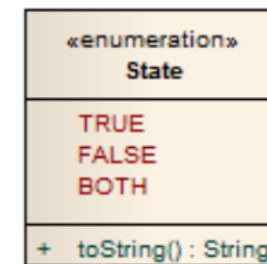 «enumeration»
State
TRUE
FALSE
BOTH
+ toString() : String